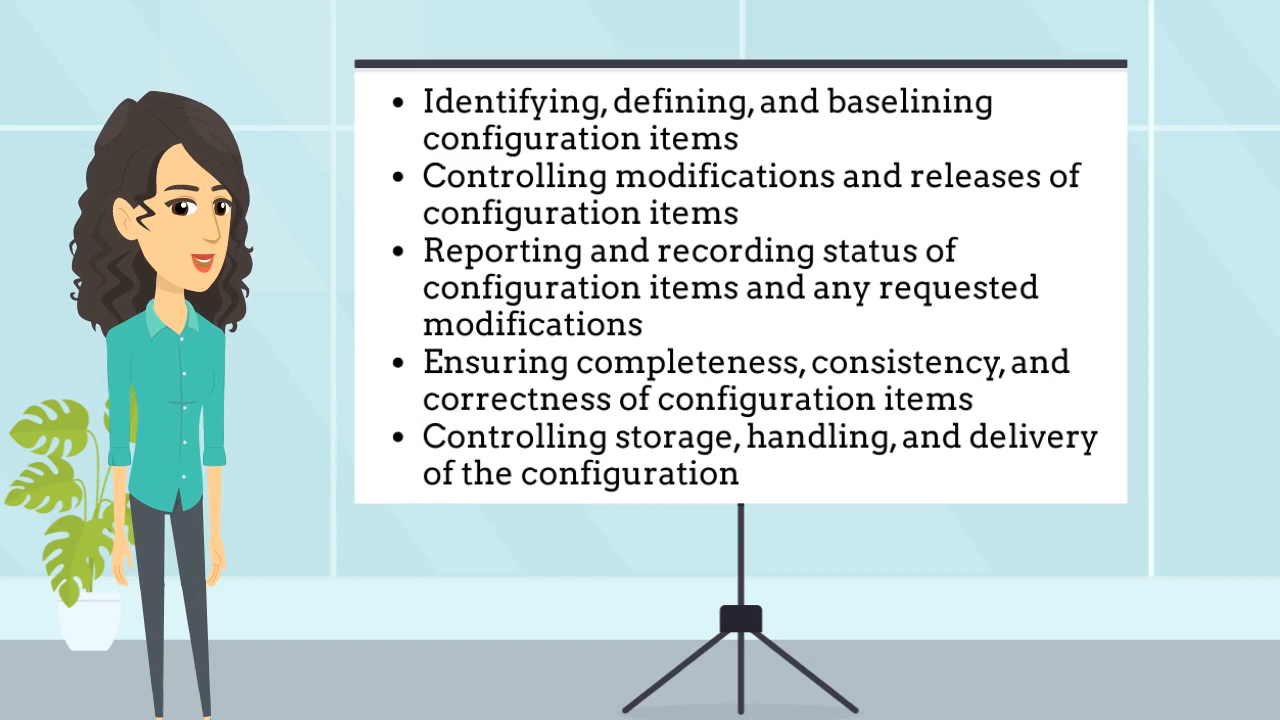 • Identifying, defining, and baselining
configuration items
• Controlling modifications and releases of
configuration items
• Reporting and recording status of
configuration items and any requested
modifications
• Ensuring completeness, consistency, and
correctness of configuration items
• Controlling storage, handling, and delivery
of the configuration